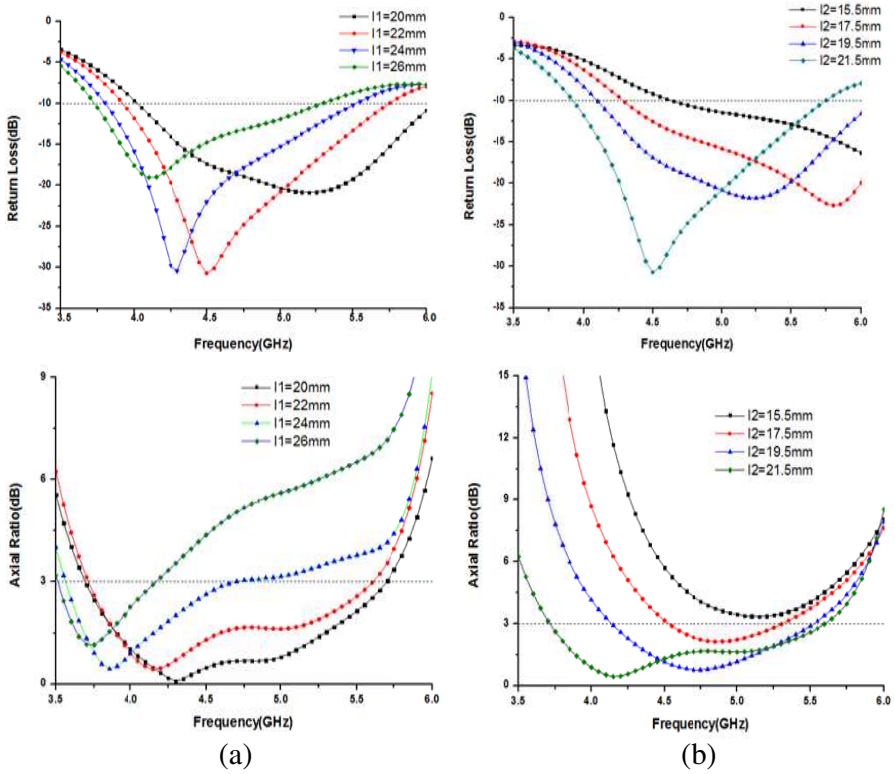 l1=20mm
l1=22mm
l1=24mm
l1=26mm
0
-5
-10
-15
-20
-25
-30
-35
Return Loss(dB)
3.5 4.0 4.5 5.0 5.5 6.0
Frequency(GHz)
l2=15.5mm
l2=17.5mm
l2=19.5mm
l2=21.5mm
0
-5
-10
-15
-20
-25
-30
-35
Return Loss(dB)
3.5 4.0 4.5 5.0 5.5 6.0
Frequency(GHz)
l1=20mm
l1=22mm
l1=24mm
l1=26mm
9
6
3
0
Axial Ratio(dB)
3.5 4.0 4.5 5.0 5.5 6.0
Frequency(GHz)
(a)
l2=15.5mm
l2=17.5mm
l2=19.5mm
l2=21.5mm
15
12
9
6
3
0
Axial Ratio(dB)
3.5 4.0 4.5 5.0 5.5 6.0
Frequency(GHz)
(b)